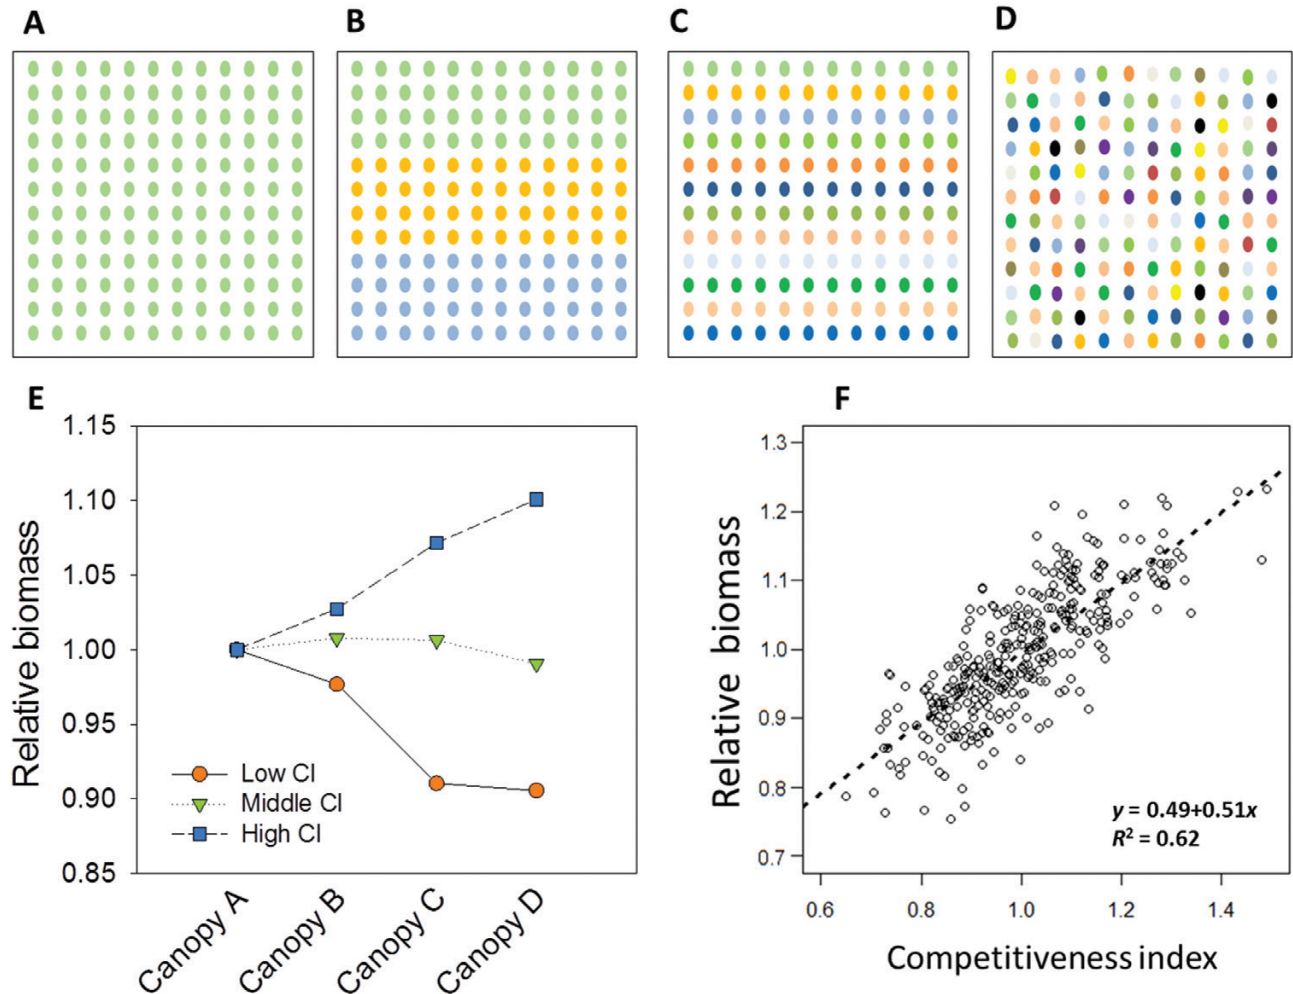 A
B
C
D
E
1.15
1.10
1.05
1.00
0.95
0.90
0.85
Relative biomass
Low CI
Middle CI
High CI
Canopy A
Canopy B
Canopy C
Canopy D
F
1.3
1.2
1.1
1.0
0.9
0.8
0.7
Relative biomass
y = 0.49+0.51x
R² = 0.62
0.6 0.8 1.0 1.2 1.4
Competitiveness index